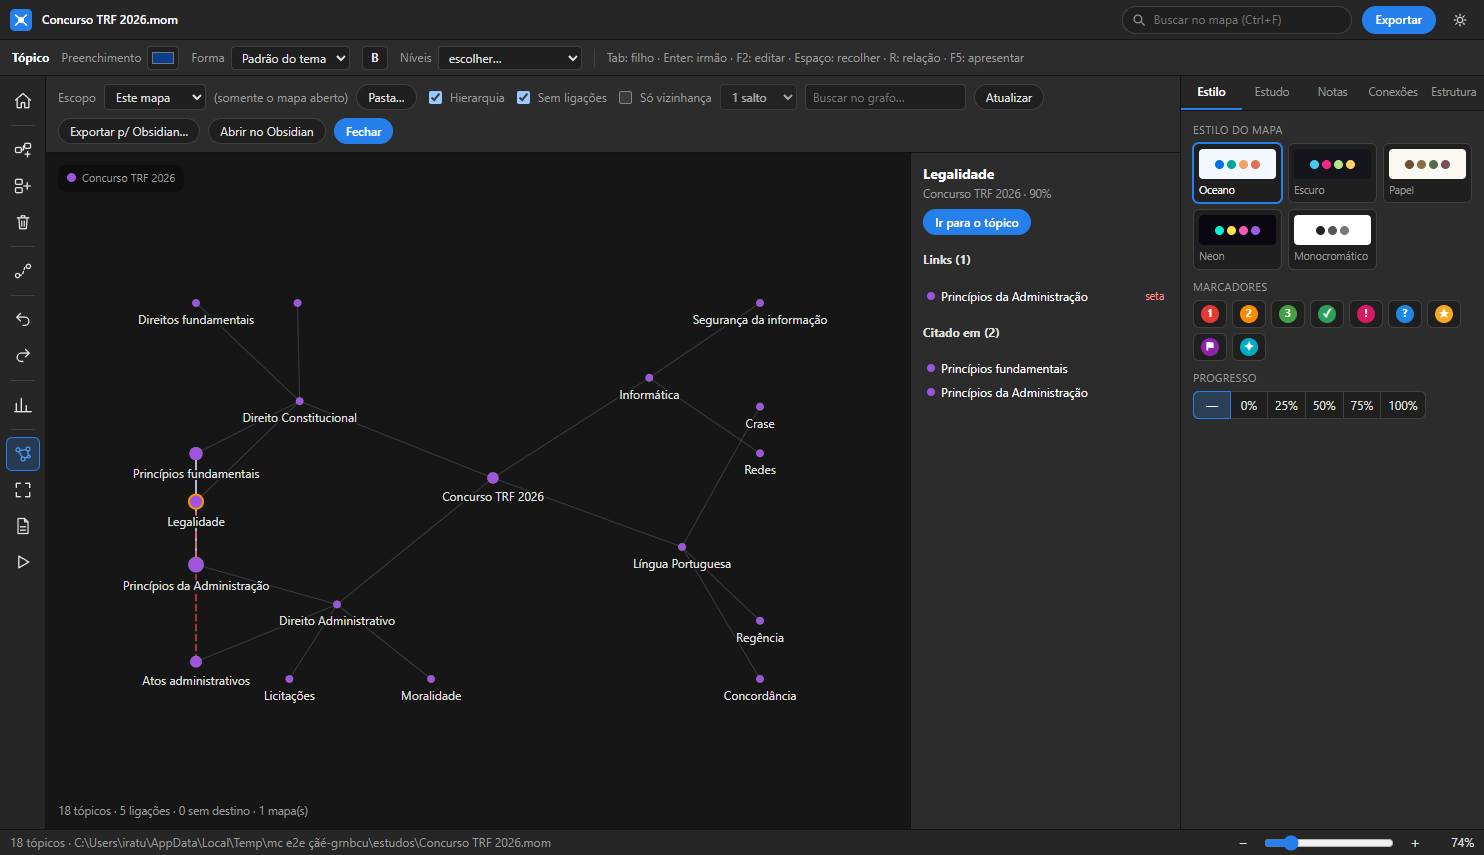 Concurso TRF 2026.mom
Buscar no mapa (Ctrl+F)
Exportar
Tópico
Preenchimento
Forma
Padrão do tema
B
Níveis
escolher...
Tab: filho · Enter: irmão · F2: editar · Espaço: recolher · R: relação · F5: apresentar
Escopo
Este mapa
(somente o mapa aberto)
Pasta...
Hierarquia
Sem ligações
Só vizinhança
1 salto
Buscar no grafo...
Atualizar
Exportar p/ Obsidian...
Abrir no Obsidian
Fechar
Concurso TRF 2026
Direitos fundamentais
Segurança da informação
Informática
Direito Constitucional
Crase
Redes
Princípios fundamentais
Concurso TRF 2026
Legalidade
Língua Portuguesa
Princípios da Administração
Direito Administrativo
Regência
Atos administrativos
Licitações
Moralidade
Concordância
18 tópicos · 5 ligações · 0 sem destino · 1 mapa(s)
Legalidade
Concurso TRF 2026 · 90%
Ir para o tópico
Links (1)
Princípios da Administração
seta
Citado em (2)
Princípios fundamentais
Princípios da Administração
Estilo
Estudo
Notas
Conexões
Estrutura
ESTILO DO MAPA
Oceano
Escuro
Papel
Neon
Monocromático
MARCADORES
1
2
3
!
?
PROGRESSO
—
0%
25%
50%
75%
100%
18 tópicos · C:\Users\iratu\AppData\Local\Temp\mc e2e çãé-grnbcu\estudos\Concurso TRF 2026.mom
74%